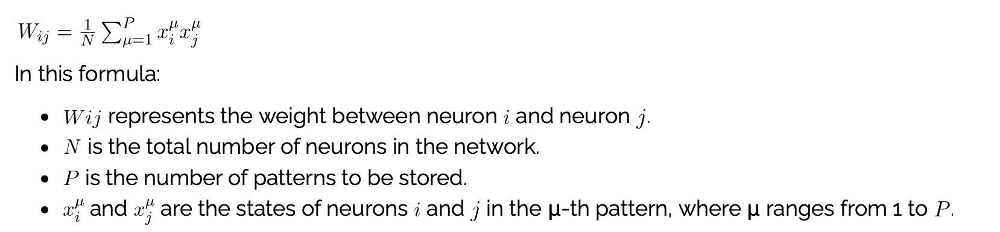 $W_{ij} = \frac{1}{N} \sum_{\mu=1}^{P} x_i^{\mu} x_j^{\mu}$
In this formula:
• $Wij$ represents the weight between neuron $i$ and neuron $j$.
• $N$ is the total number of neurons in the network.
• $P$ is the number of patterns to be stored.
• $x_i^{\mu}$ and $x_j^{\mu}$ are the states of neurons $i$ and $j$ in the μ-th pattern, where μ ranges from 1 to $P$.